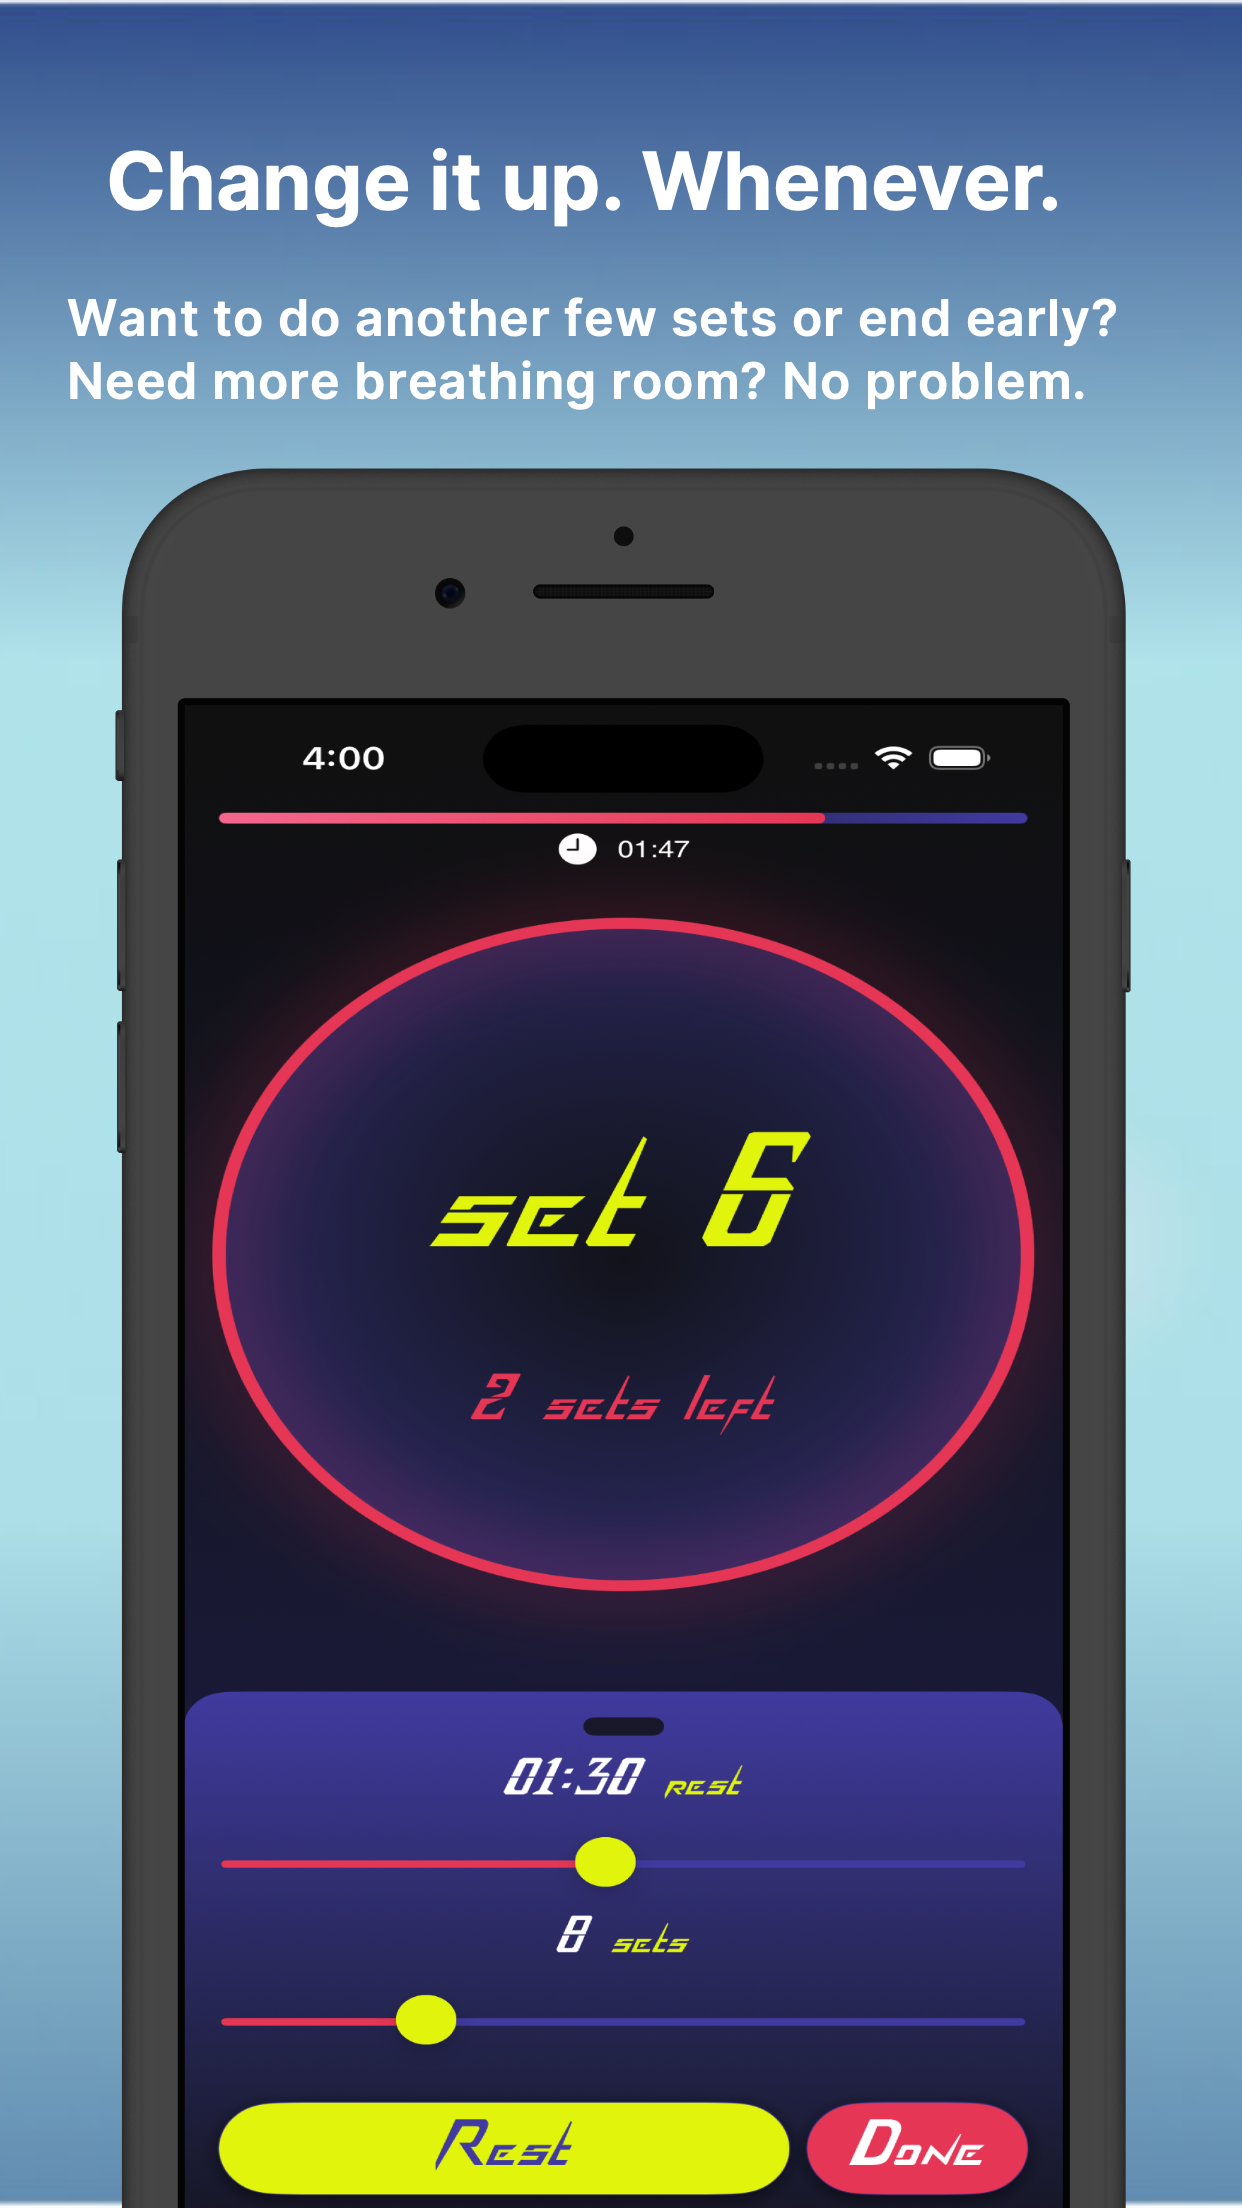 Change it up. Whenever.
Want to do another few sets or end early?
Need more breathing room? No problem.
4:00
01:47
set 6
2 sets left
01:30 rest
8 sets
Rest
Done